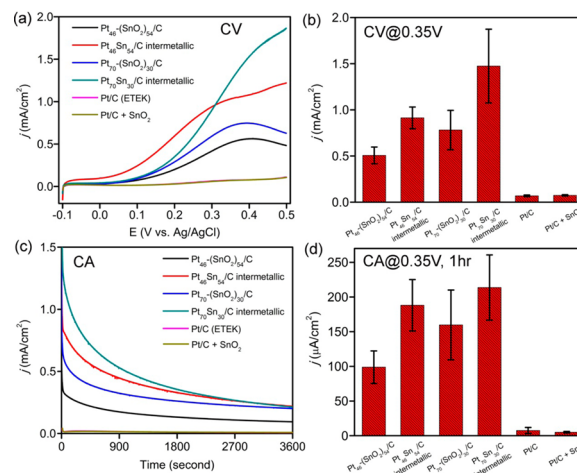 (a)
CV
Pt46-(SnO2)54/C
Pt46Sn54/C intermetallic
Pt70-(SnO2)30/C
Pt70Sn30/C intermetallic
Pt/C (ETEK)
Pt/C + SnO2
j (mA/cm2)
2.0
1.5
1.0
0.5
0.0
-0.1 0.0 0.1 0.2 0.3 0.4 0.5
E (V vs. Ag/AgCl)
(b)
CV@0.35V
j (mA/cm2)
2.0
1.5
1.0
0.5
0.0
Pt46-(SnO2)54/C
Pt46Sn54/C intermetallic
Pt70-(SnO2)30/C
Pt70Sn30/C intermetallic
Pt/C
Pt/C + SnO2
(c)
CA
Pt46-(SnO2)54/C
Pt46Sn54/C intermetallic
Pt70-(SnO2)30/C
Pt70Sn30/C intermetallic
Pt/C (ETEK)
Pt/C + SnO2
j (mA/cm2)
1.5
1.0
0.5
0.0
0 900 1800 2700 3600
Time (second)
(d)
CA@0.35V, 1hr
j (μA/cm2)
250
200
150
100
50
0
Pt46-(SnO2)54/C
Pt46Sn54/C intermetallic
Pt70-(SnO2)30/C
Pt70Sn30/C intermetallic
Pt/C